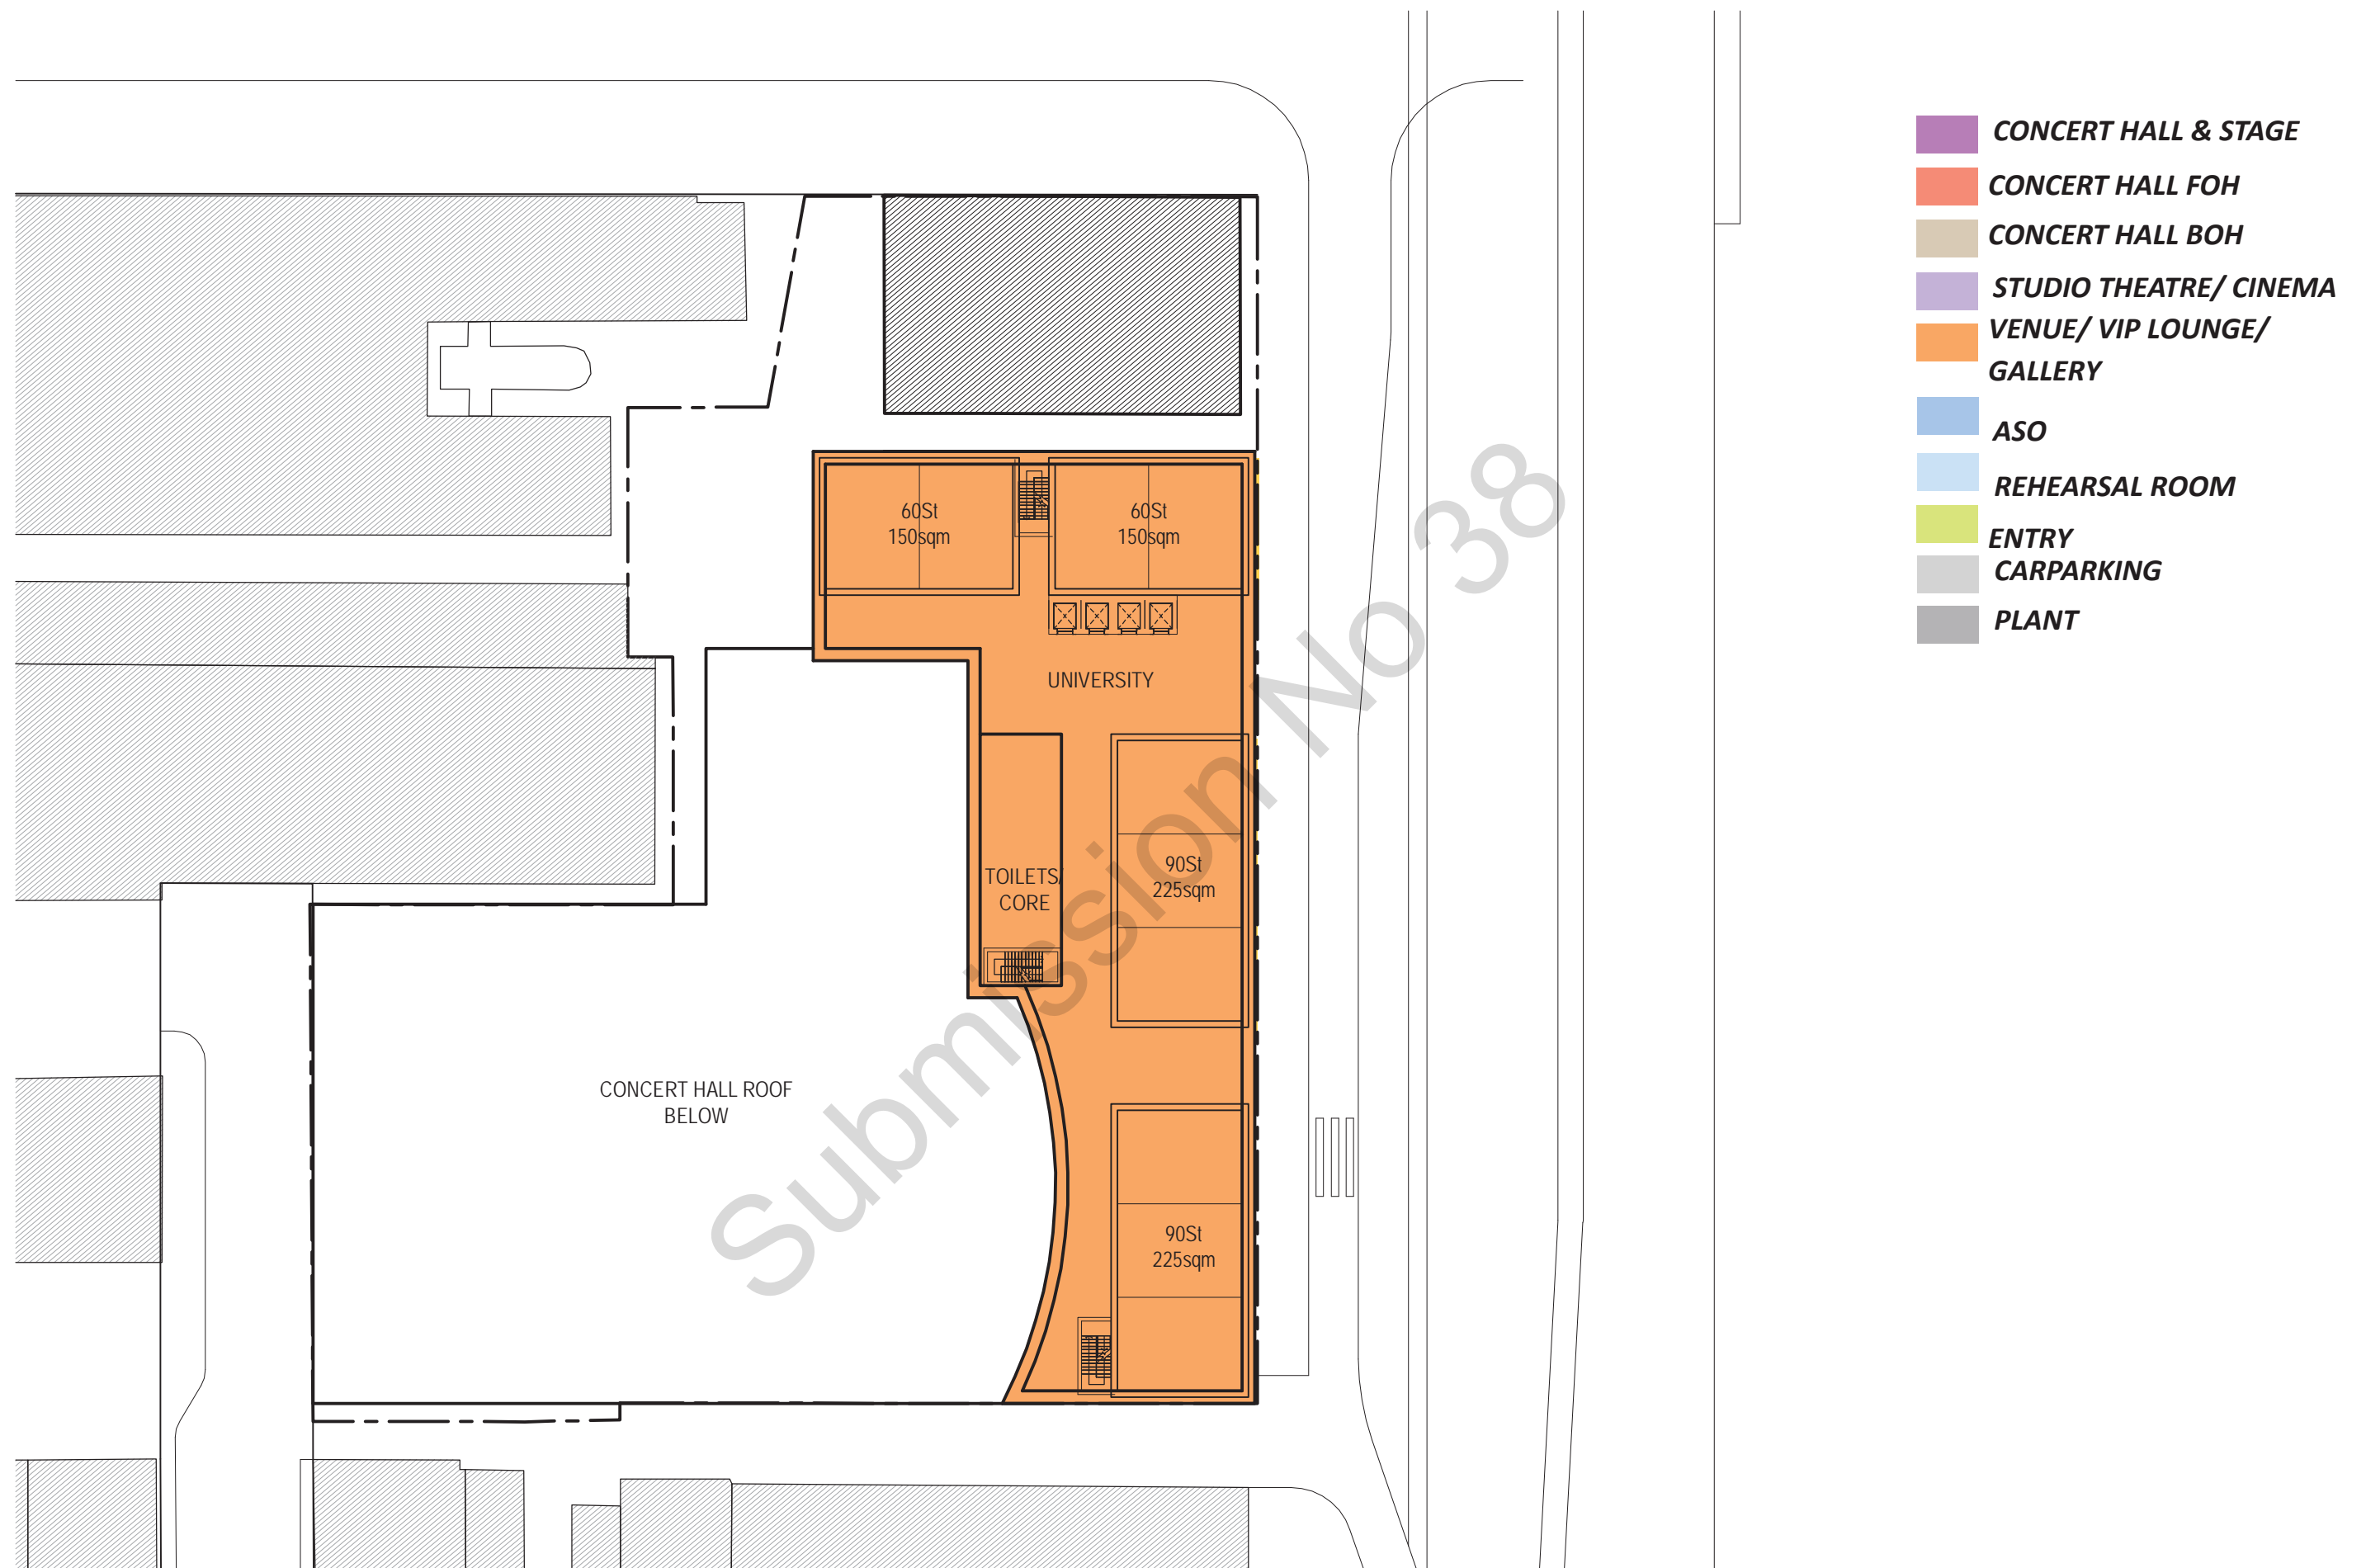 CONCERT HALL & STAGE
CONCERT HALL FOH
CONCERT HALL BOH
STUDIO THEATRE/ CINEMA
VENUE/ VIP LOUNGE/
GALLERY
ASO
REHEARSAL ROOM
ENTRY
CARPARKING
PLANT
60St
150sqm
60St
150sqm
UNIVERSITY
TOILETS/
CORE
90St
225sqm
CONCERT HALL ROOF
BELOW
90St
225sqm
Submission No 38